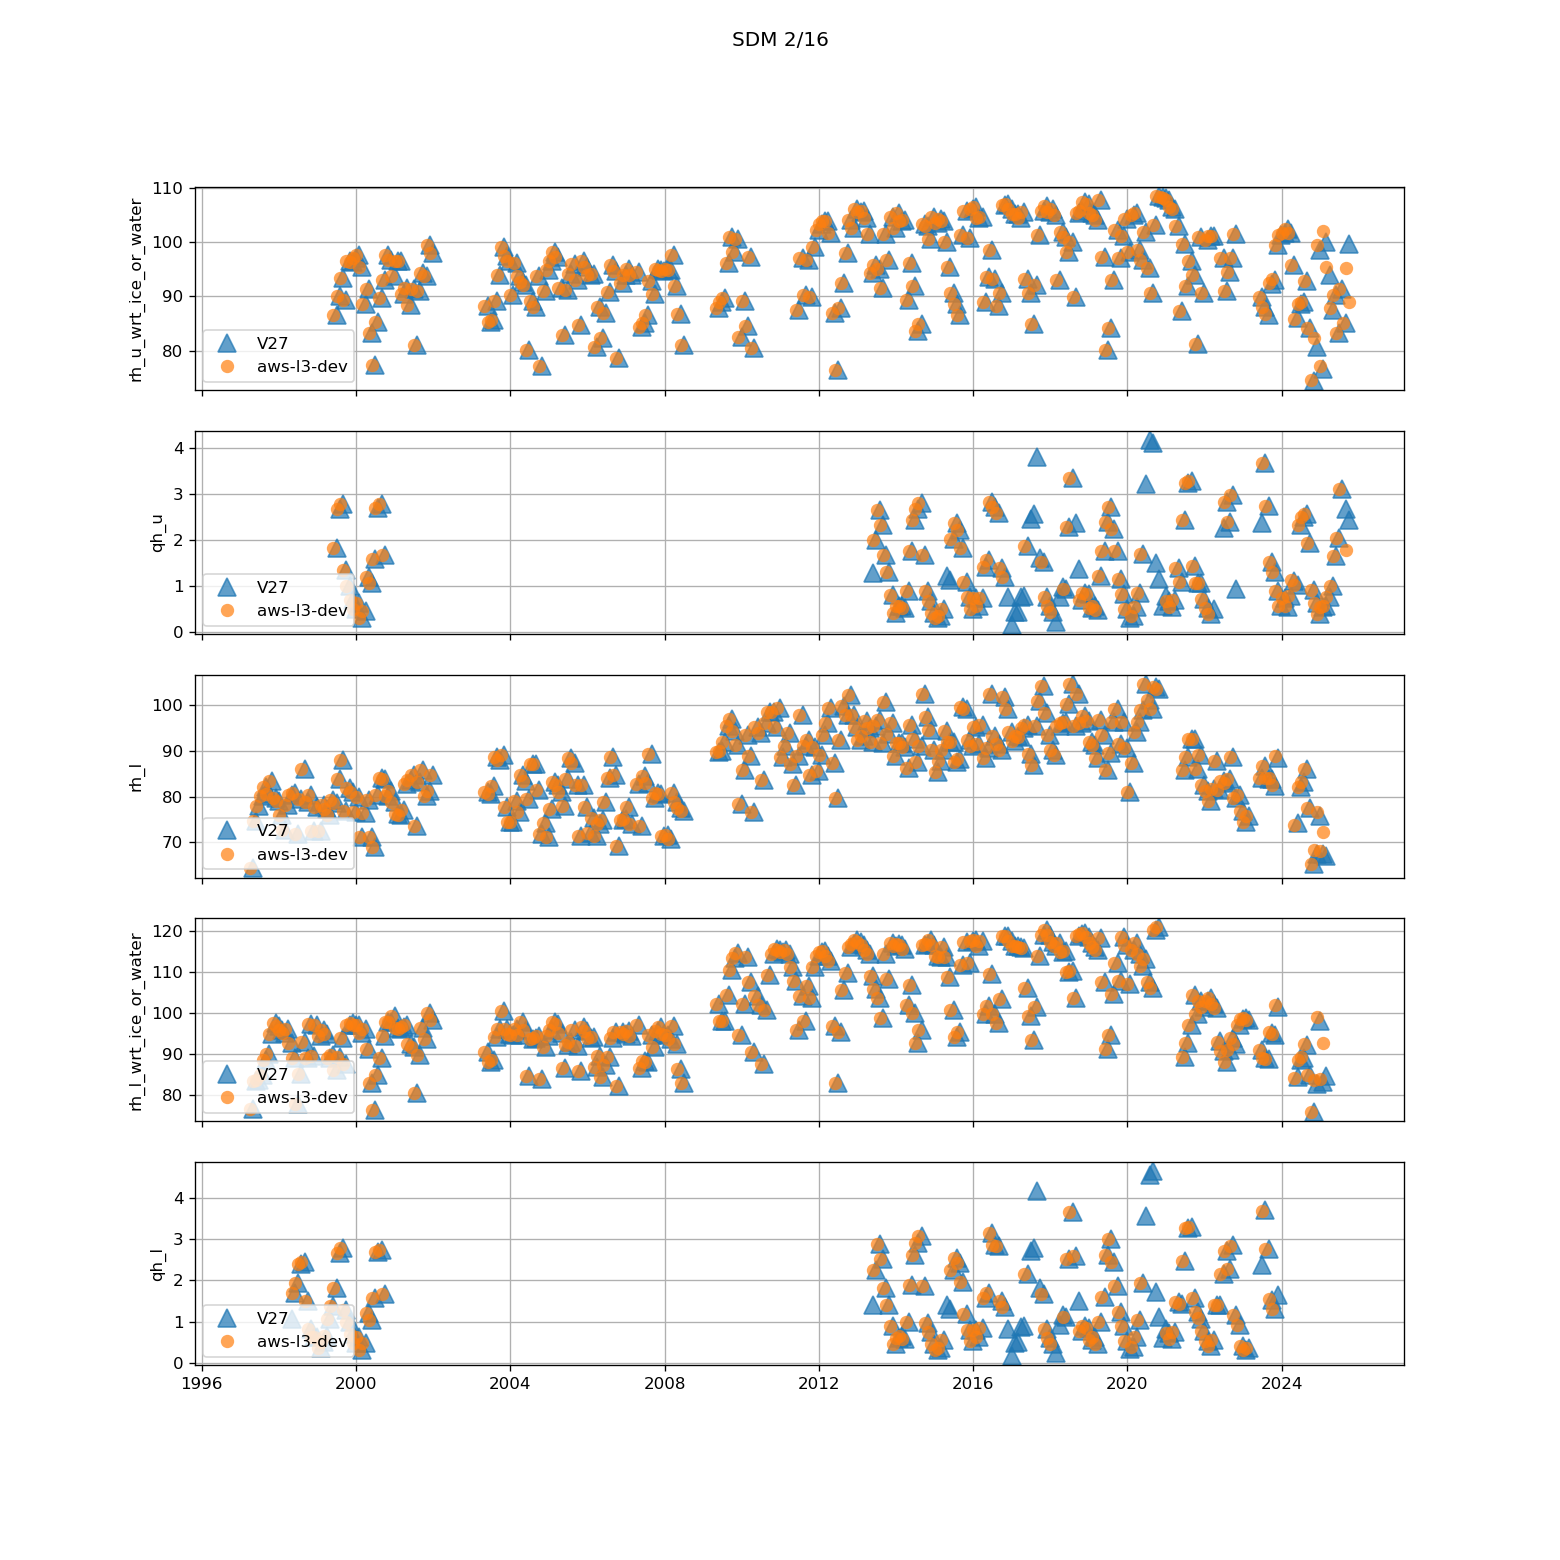 SDM 2/16
110
100
90
80
rh_u_wrt_ice_or_water
V27
aws-l3-dev
4
3
2
1
0
qh_u
V27
aws-l3-dev
100
90
80
70
rh_l
V27
aws-l3-dev
120
110
100
90
80
rh_l_wrt_ice_or_water
V27
aws-l3-dev
4
3
2
1
0
qh_l
V27
aws-l3-dev
1996 2000 2004 2008 2012 2016 2020 2024